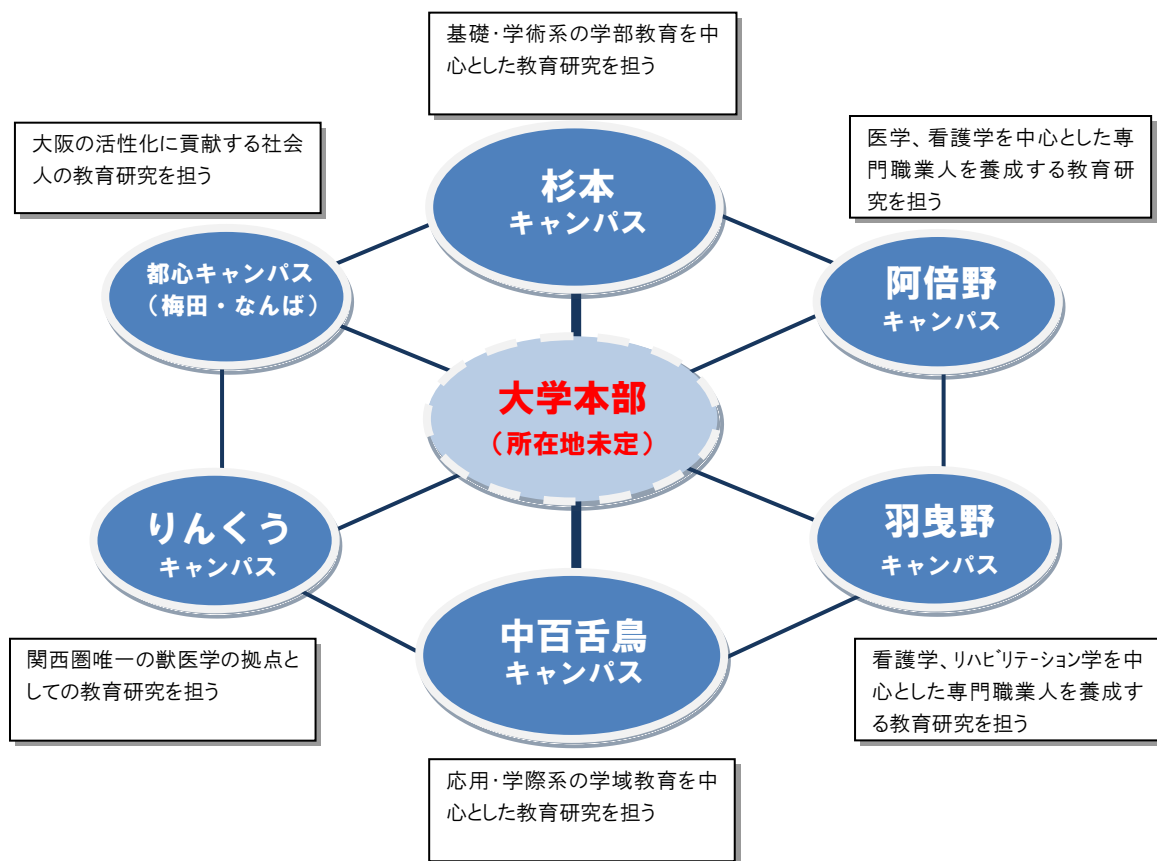 基礎・学術系の学部教育を中
心とした教育研究を担う
大阪の活性化に貢献する社会
人の教育研究を担う
医学、看護学を中心とした専
門職業人を養成する教育研
究を担う
杉本
キャンパス
都心キャンパス
（梅田・なんば）
阿倍野
キャンパス
大学本部
（所在地未定）
りんくう
キャンパス
羽曳野
キャンパス
中百舌鳥
キャンパス
関西圏唯一の獣医学の拠点と
しての教育研究を担う
看護学、ﾘﾊﾋﾞﾘﾃｰｼｮﾝ学を中
心とした専門職業人を養成す
る教育研究を担う
応用・学際系の学域教育を中
心とした教育研究を担う